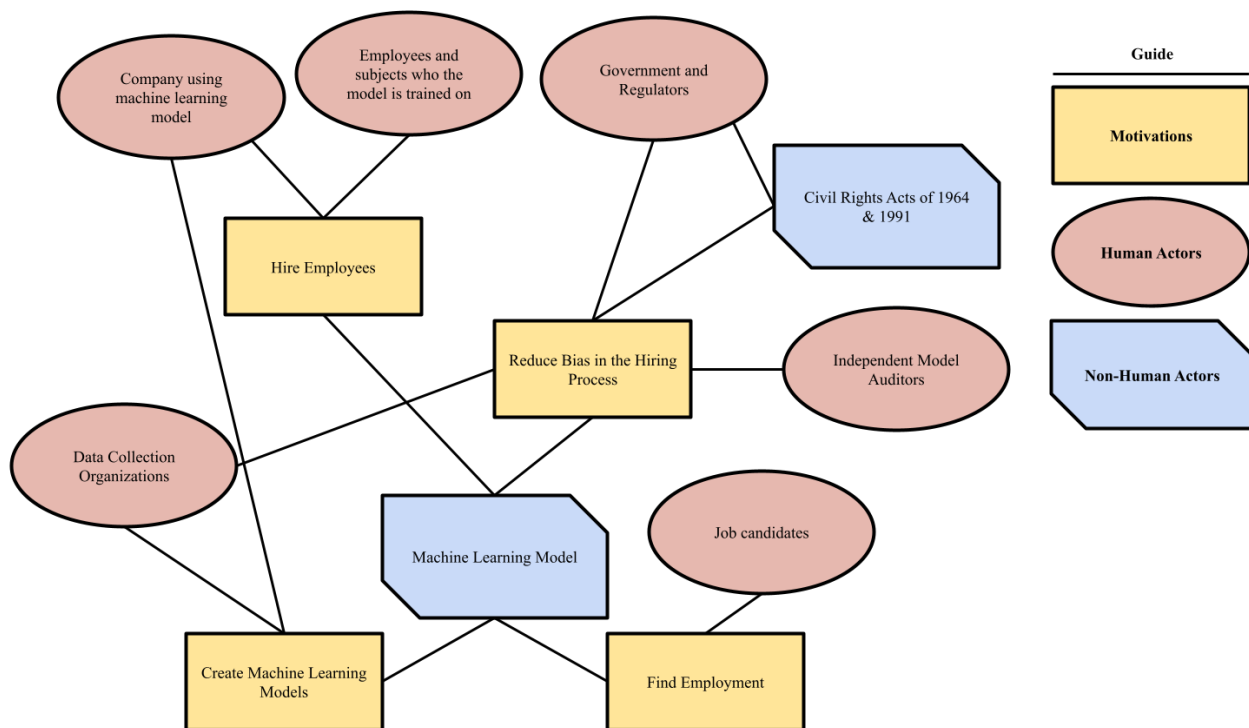 Company using
machine learning
model
Employees and
subjects who the
model is trained on
Government and
Regulators
Guide
Motivations
Civil Rights Acts of 1964
& 1991
Human Actors
Hire Employees
Reduce Bias in the Hiring
Process
Independent Model
Auditors
Non-Human Actors
Data Collection
Organizations
Machine Learning Model
Job candidates
Create Machine Learning
Models
Find Employment